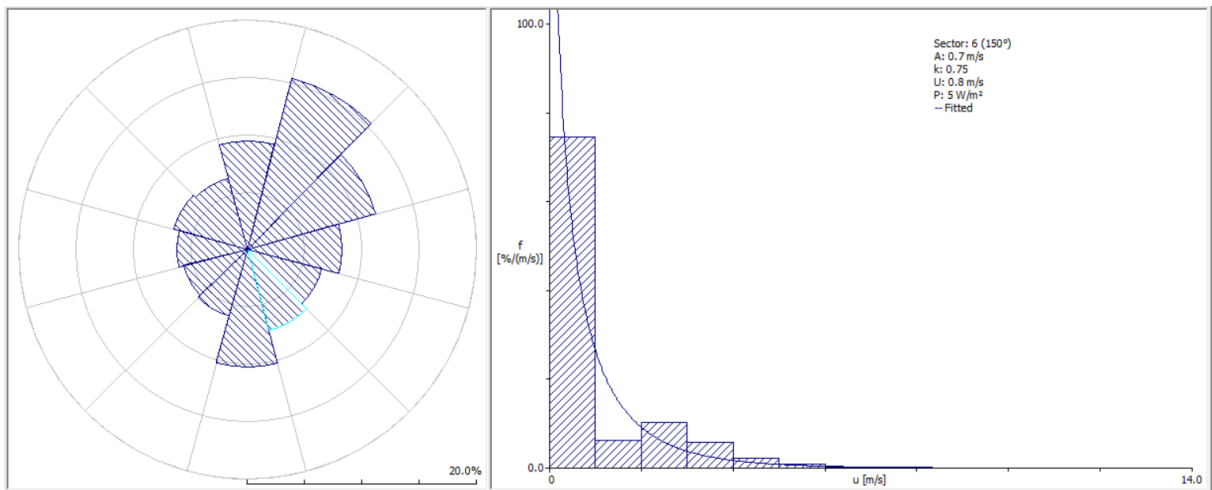 20.0%
100.0
f
[%/(m/s)]
0.0
0
u [m/s]
14.0
Sector: 6 (150°)
A: 0.7 m/s
k: 0.75
U: 0.8 m/s
P: 5 W/m²
— Fitted